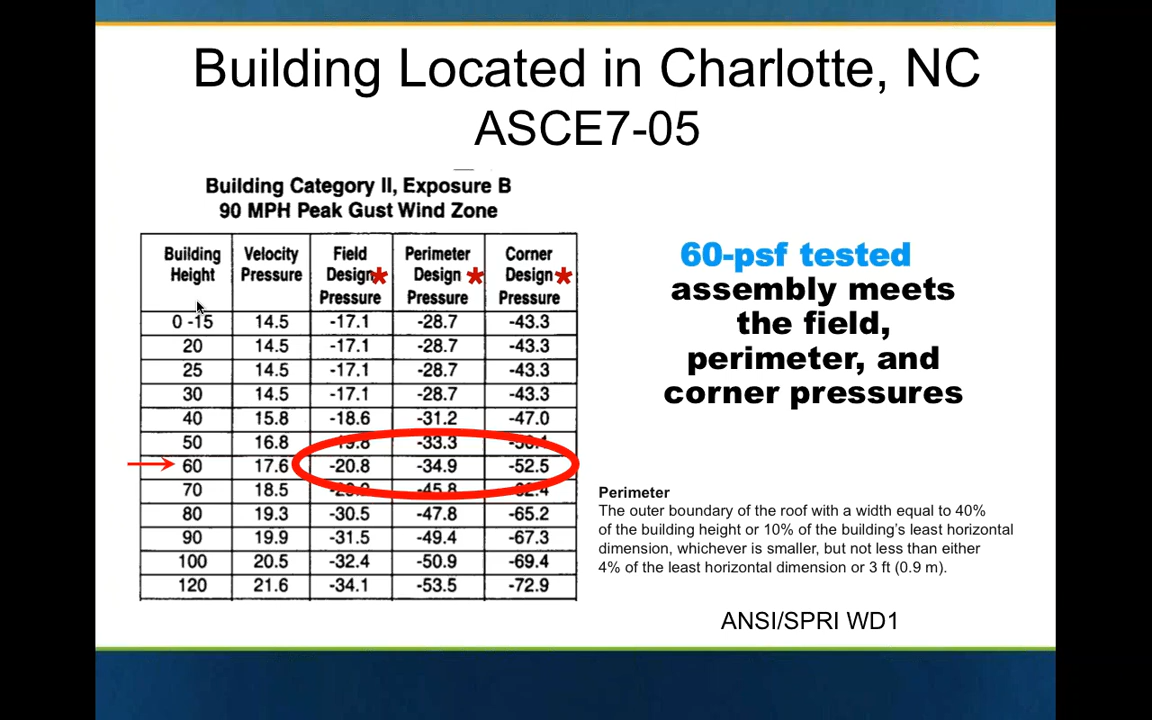 Building Located in Charlotte, NC
ASCE7-05
Building Category II, Exposure B
90 MPH Peak Gust Wind Zone
Building Height Velocity Pressure Field Design* Pressure Perimeter Design * Pressure Corner Design* Pressure
0 -15 14.5 -17.1 -28.7 -43.3
20 14.5 -17.1 -28.7 -43.3
25 14.5 -17.1 -28.7 -43.3
30 14.5 -17.1 -28.7 -43.3
40 15.8 -18.6 -31.2 -47.0
50 16.8 -19.8 -33.3
60 17.6 -20.8 -34.9 -52.5
70 18.5 -45.8
80 19.3 -30.5 -47.8 -65.2
90 19.9 -31.5 -49.4 -67.3
100 20.5 -32.4 -50.9 -69.4
120 21.6 -34.1 -53.5 -72.9
60-psf tested
assembly meets
the field,
perimeter, and
corner pressures
Perimeter
The outer boundary of the roof with a width equal to 40%
of the building height or 10% of the building's least horizontal
dimension, whichever is smaller, but not less than either
4% of the least horizontal dimension or 3 ft (0.9 m).
ANSI/SPRI WD1